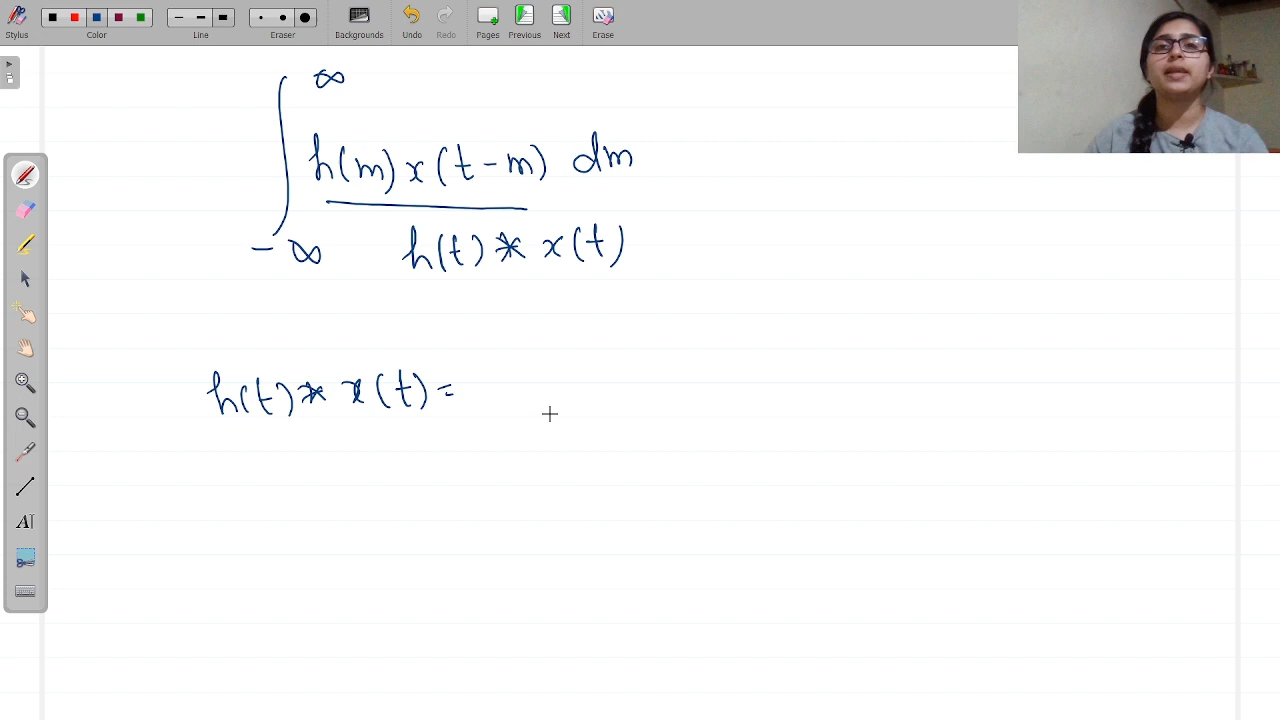 Stylus Color Line Eraser Backgrounds Undo Redo Pages Previous Next Erase
∞
∫ h(m) x(t-m) dm
-∞ h(t) * x(t)
h(t) * x(t) =
A